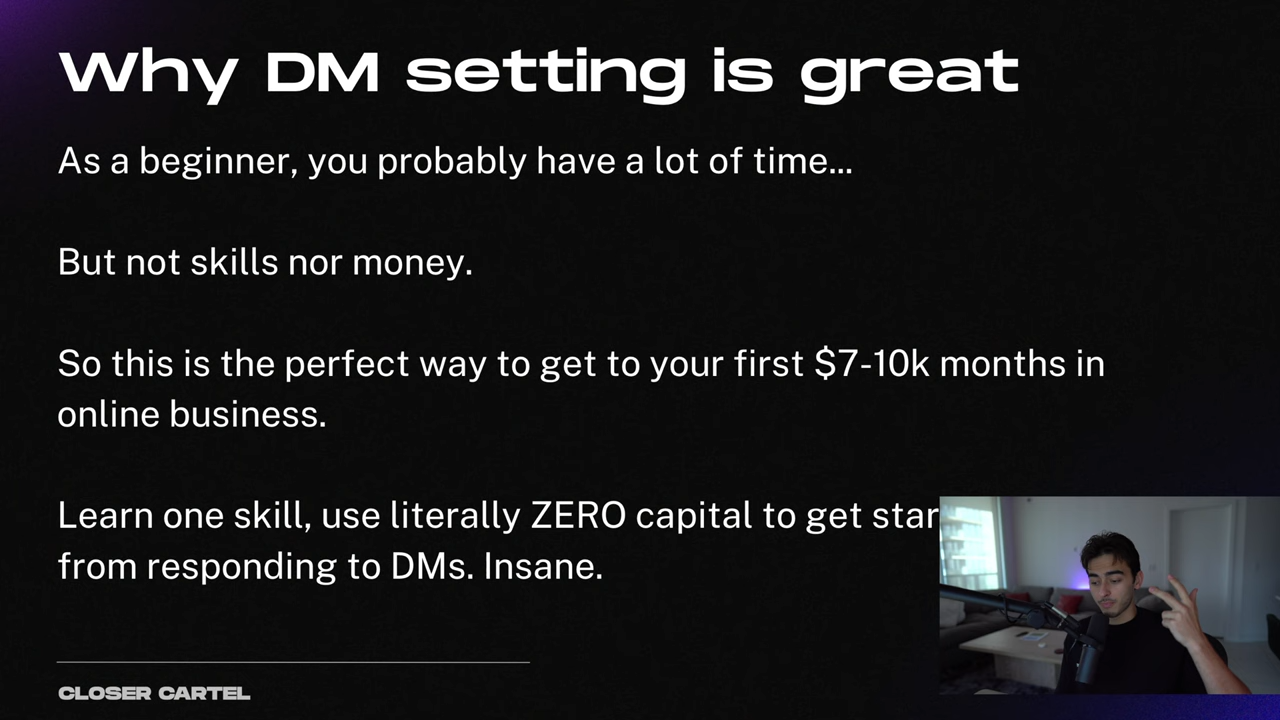 Why DM setting is great
As a beginner, you probably have a lot of time...
But not skills nor money.
So this is the perfect way to get to your first $7-10k months in
online business.
Learn one skill, use literally ZERO capital to get
from responding to DMs. Insane.
CLOSER CARTEL